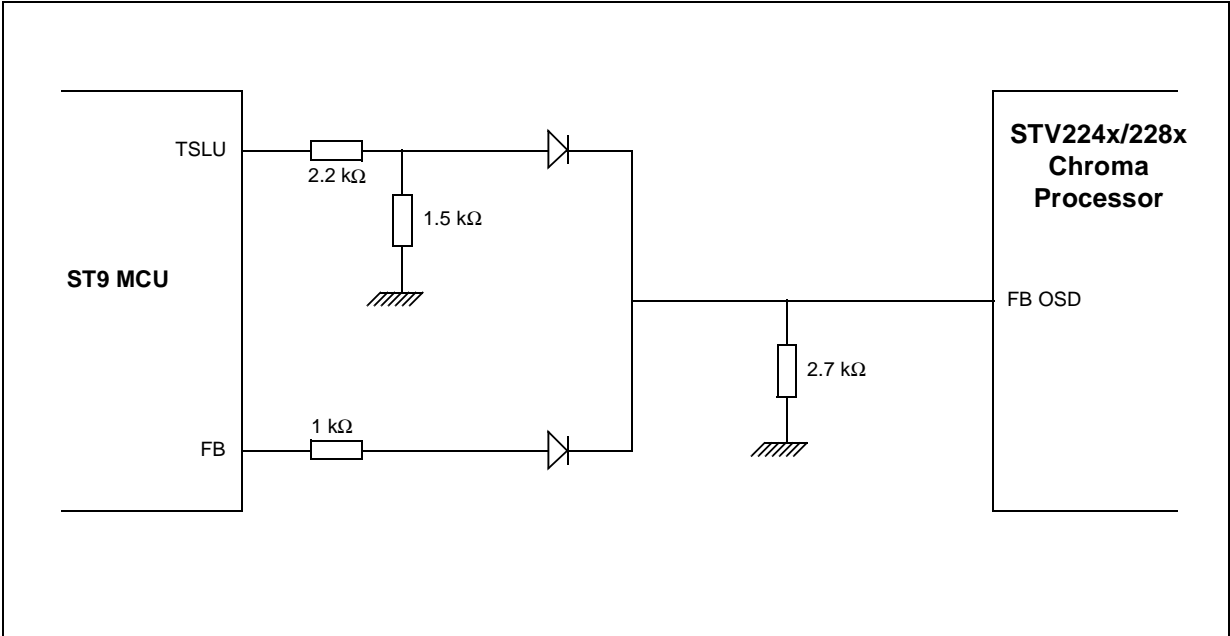 TSLU
2.2 kΩ
1.5 kΩ
ST9 MCU
1 kΩ
FB
STV224x/228x
Chroma
Processor
FB OSD
2.7 kΩ